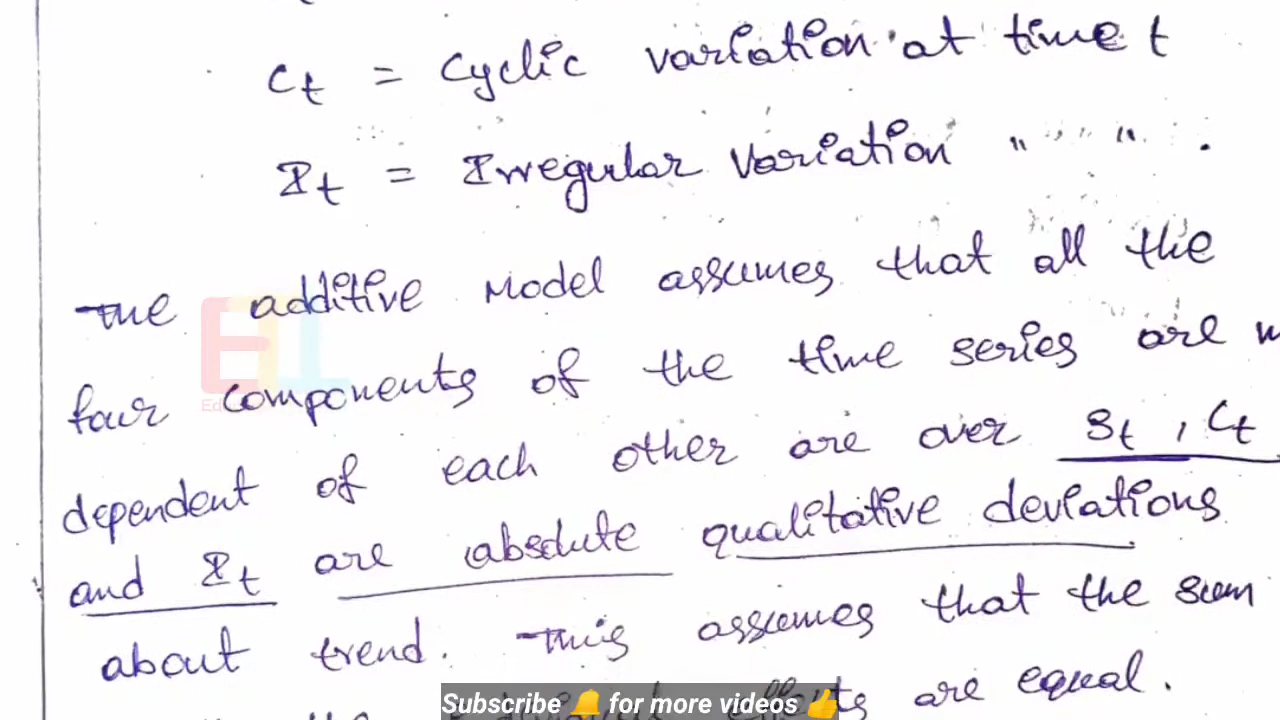 Ct = Cyclic variation at time t
It = Irregular Variation " " " " .
The additive Model assumes that all the
four components of the time series are
dependent of each other are over St , Ct
and It are absolute qualitative deviations
about trend. This assumes that the sum
the effects are equal.
Subscribe 🔔 for more videos 👍